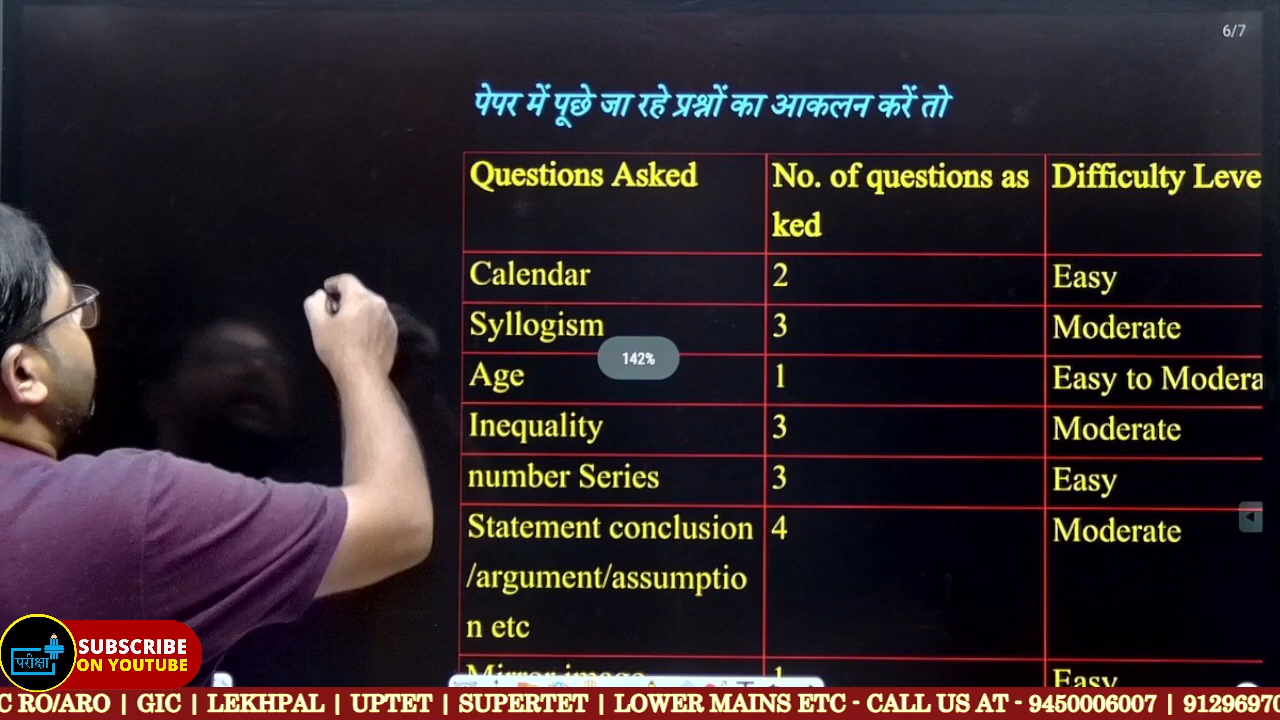 6/7
पेपर में पूछे जा रहे प्रश्नों का आकलन करें तो
Questions Asked
No. of questions as
ked
Difficulty Leve
Calendar
2
Easy
Syllogism
3
Moderate
142%
Age
1
Easy to Modera
Inequality
3
Moderate
number Series
3
Easy
Statement conclusion
/argument/assumptio
n etc
4
Moderate
Mirror image
1
Easy
परीक्षा
SUBSCRIBE
ON YOUTUBE
C RO/ARO | GIC | LEKHPAL | UPTET | SUPERTET | LOWER MAINS ETC - CALL US AT - 9450006007 | 9129697